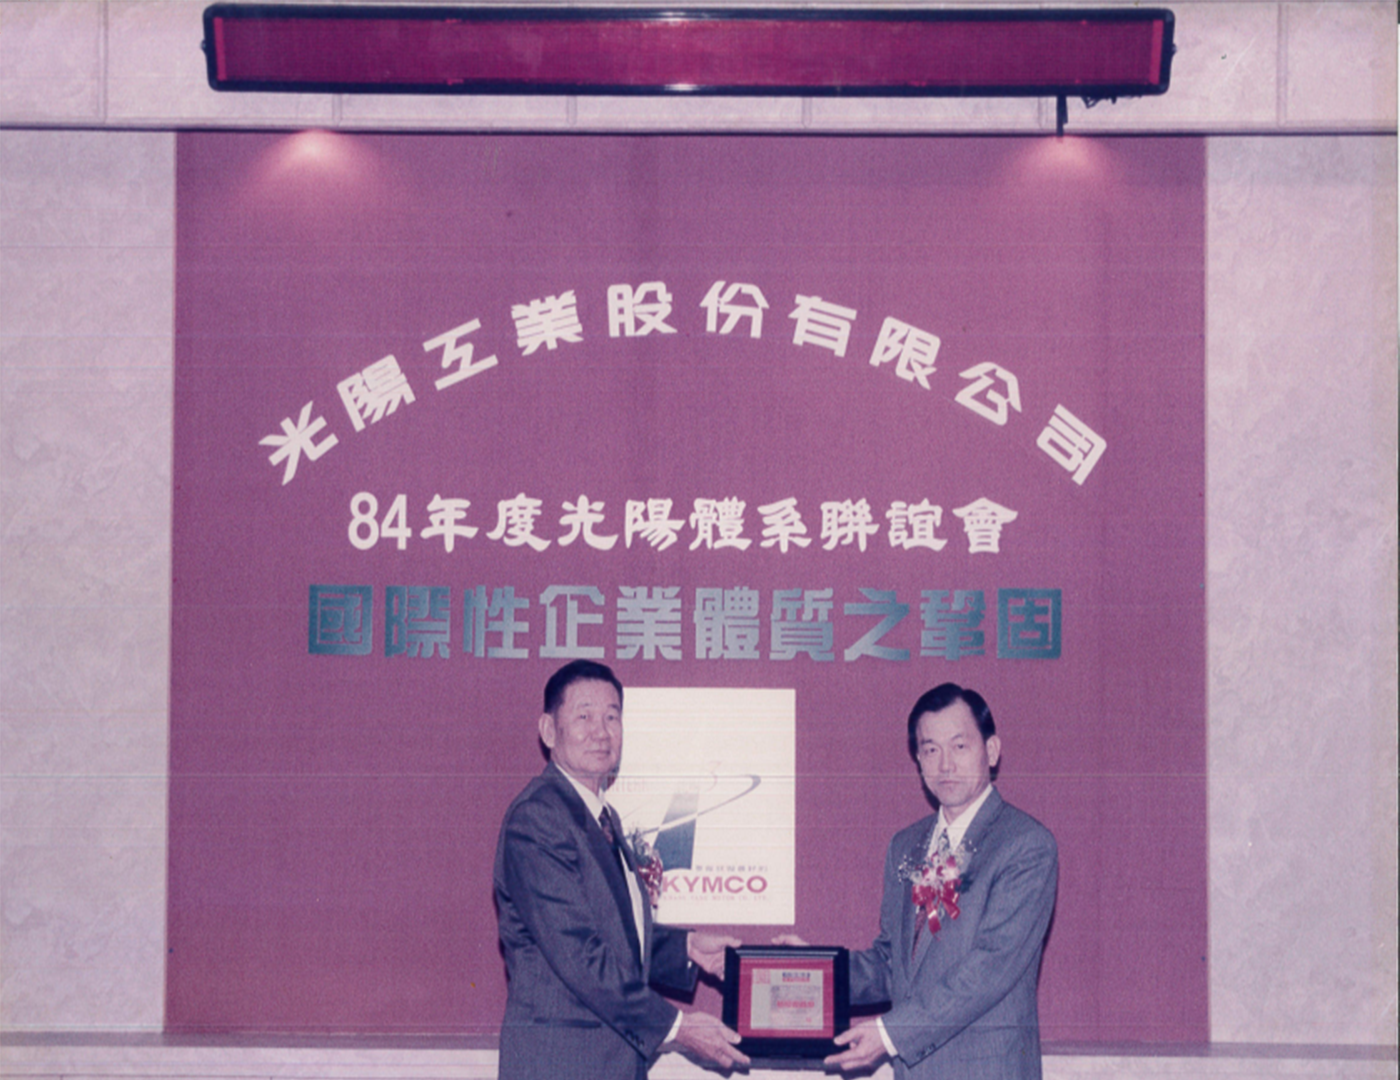 光陽工業股份有限公司
84年度光陽體系聯誼會
國際性企業體質之鞏固
KYMCO